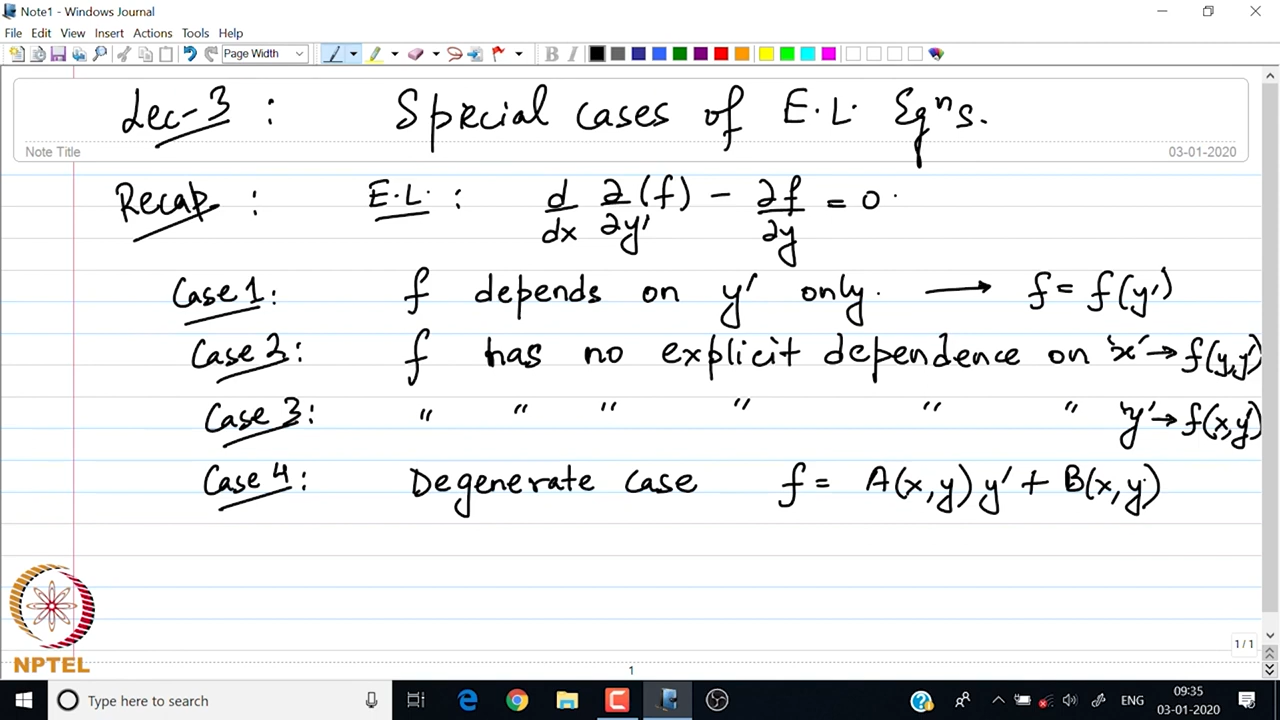 Note1 - Windows Journal
File Edit View Insert Actions Tools Help
Page Width
B I
Lec-3 : Special cases of E.L. Eqⁿs.
Note Title
03-01-2020
Recap : E.L. : d/dx ∂/∂y' (f) - ∂f/∂y = 0.
Case 1: f depends on y' only. → f = f(y')
Case 2: f has no explicit dependence on 'x' → f(y,y')
Case 3: " " " " " " 'y' → f(x,y')
Case 4: Degenerate case f = A(x,y) y' + B(x,y)
NPTEL
1/1
1
Type here to search
ENG
09:35
03-01-2020